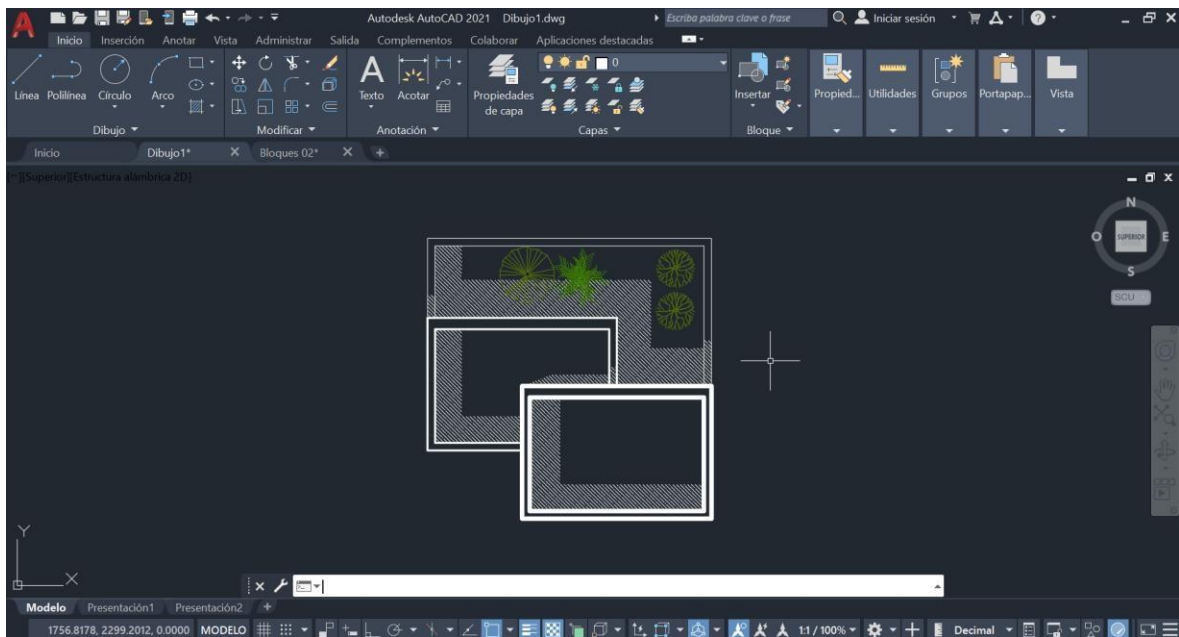 A Autodesk AutoCAD 2021 Dibujo1.dwg Escriba palabra clave o frase Iniciar sesión ?
Inicio Inserción Anotar Vista Administrar Salida Complementos Colaborar Aplicaciones destacadas
0
Línea Polilínea Círculo Arco A Texto Acotar Propiedades de capa Insertar Propied... Utilidades Grupos Portapap... Vista
Dibujo Modificar Anotación Capas Bloque
Inicio Dibujo1* Bloques 02* +
[−][Superior][Estructura alámbrica 2D]
N
O SUPERIOR E
S
SCU
Y
X
Modelo Presentación1 Presentación2 +
1756.8178, 2299.2012, 0.0000 MODELO 1:1 / 100% Decimal